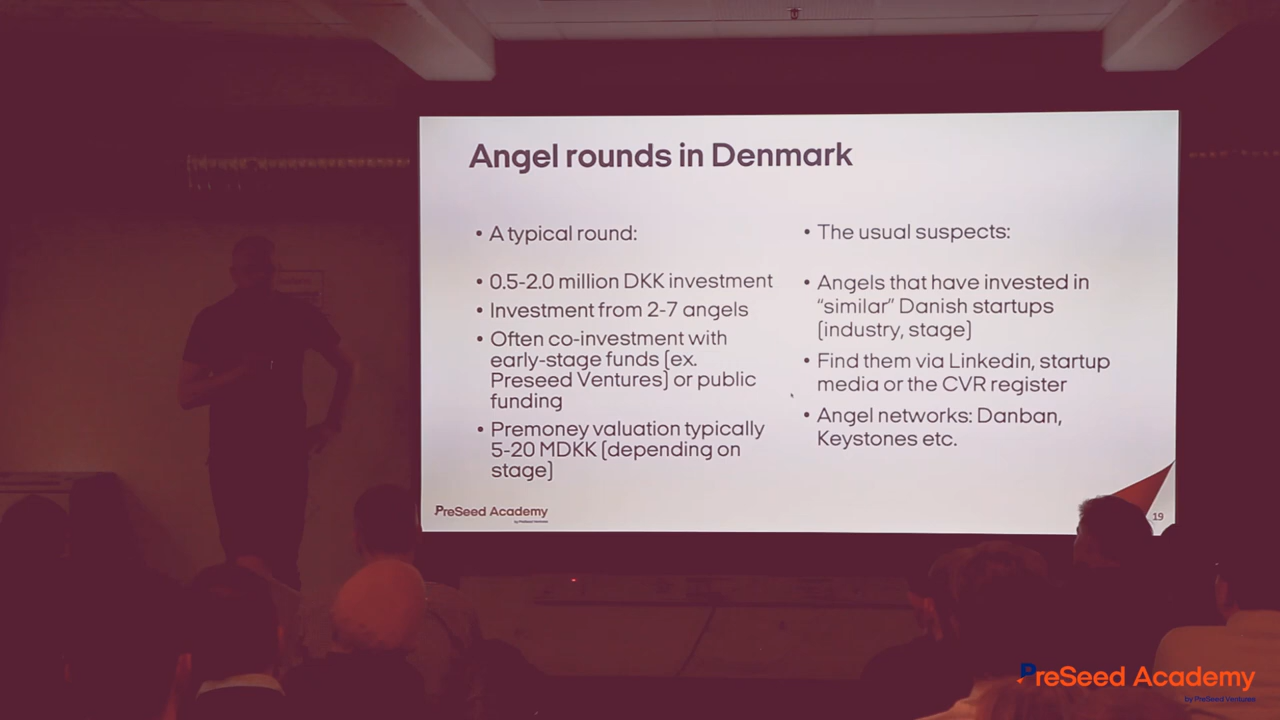 Angel rounds in Denmark
• A typical round:
• 0.5-2.0 million DKK investment
• Investment from 2-7 angels
• Often co-investment with
early-stage funds [ex.
Preseed Ventures] or public
funding
• Premoney valuation typically
5-20 MDKK [depending on
stage]
• The usual suspects:
• Angels that have invested in
“similar” Danish startups
[industry, stage]
• Find them via Linkedin, startup
media or the CVR register
• Angel networks: Danban,
Keystones etc.
PreSeed Academy
by PreSeed Ventures
19
PreSeed Academy
by PreSeed Ventures